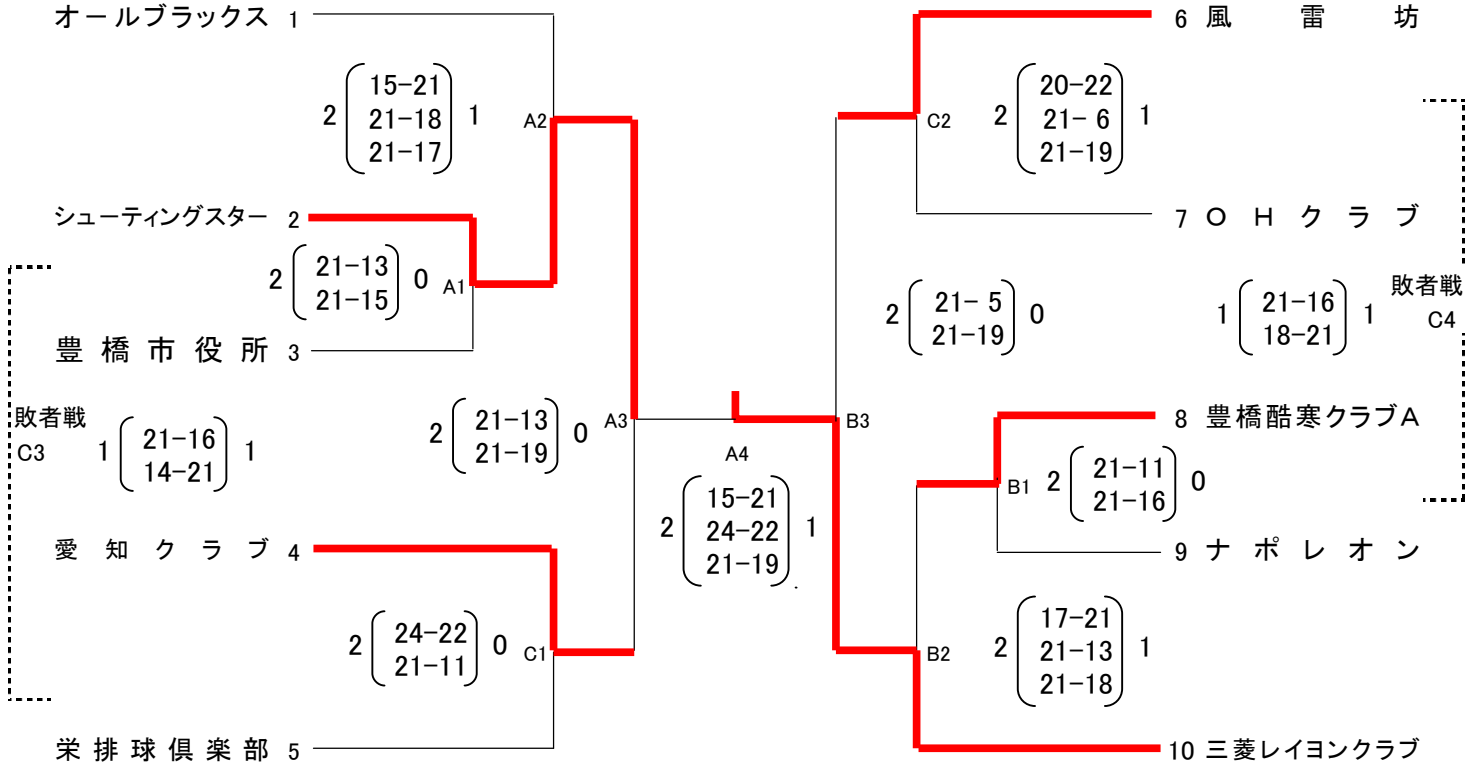 オールブラックス 1
2 15-21 21-18 21-17 1
A2
シューティングスター 2
2 21-13 21-15 0
A1
豊橋市役所 3
敗者戦
C3
1 21-16 14-21 1
2 21-13 21-19 0
A3
愛知クラブ 4
2 24-22 21-11 0
C1
栄排球倶楽部 5
A4
2 15-21 24-22 21-19 1
6 風雷坊
C2
2 20-22 21- 6 21-19 1
7 OHクラブ
2 21- 5 21-19 0
B3
敗者戦
C4
1 21-16 18-21 1
8 豊橋酷寒クラブA
B1
2 21-11 21-16 0
9 ナポレオン
B2
2 17-21 21-13 21-18 1
10 三菱レイヨンクラブ